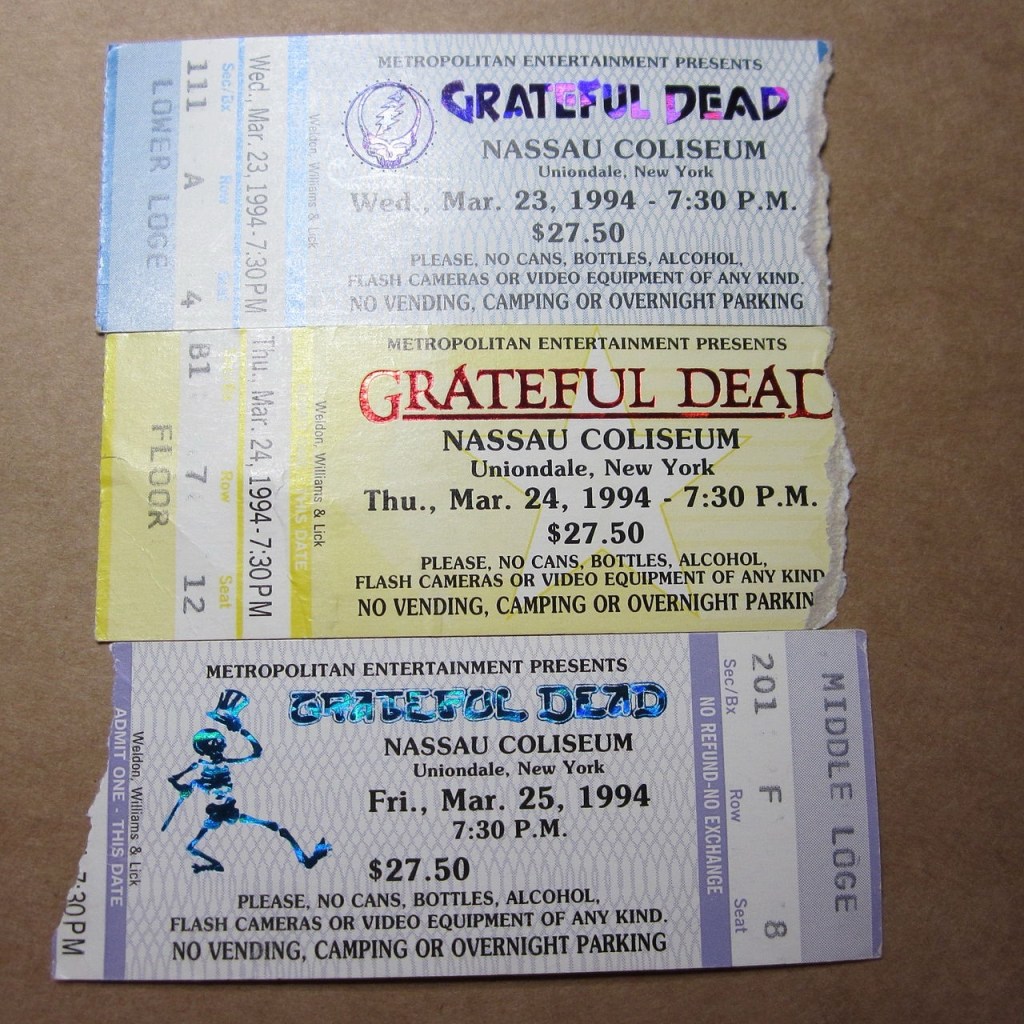 METROPOLITAN ENTERTAINMENT PRESENTS
GRATEFUL DEAD
NASSAU COLISEUM
Uniondale, New York
Wed., Mar. 23, 1994 - 7:30 P.M.
$27.50
PLEASE, NO CANS, BOTTLES, ALCOHOL,
FLASH CAMERAS OR VIDEO EQUIPMENT OF ANY KIND.
NO VENDING, CAMPING OR OVERNIGHT PARKING
Weldon, Williams & Lick
Wed., Mar. 23, 1994-7:30PM
Sec/Bx Row Seat
111 A 4
LOWER LOGE
METROPOLITAN ENTERTAINMENT PRESENTS
GRATEFUL DEAD
NASSAU COLISEUM
Uniondale, New York
Thu., Mar. 24, 1994 - 7:30 P.M.
$27.50
PLEASE, NO CANS, BOTTLES, ALCOHOL,
FLASH CAMERAS OR VIDEO EQUIPMENT OF ANY KIND
NO VENDING, CAMPING OR OVERNIGHT PARKIN
Weldon, Williams & Lick
THIS DATE
Thu., Mar. 24, 1994-7:30PM
Row Seat
B1 7 12
FLOOR
METROPOLITAN ENTERTAINMENT PRESENTS
GRATEFUL DEAD
NASSAU COLISEUM
Uniondale, New York
Fri., Mar. 25, 1994
7:30 P.M.
$27.50
PLEASE, NO CANS, BOTTLES, ALCOHOL,
FLASH CAMERAS OR VIDEO EQUIPMENT OF ANY KIND.
NO VENDING, CAMPING OR OVERNIGHT PARKING
Weldon, Williams & Lick
ADMIT ONE - THIS DATE
7:30PM
NO REFUND-NO EXCHANGE
Sec/Bx Row Seat
201 F 8
MIDDLE LOGE